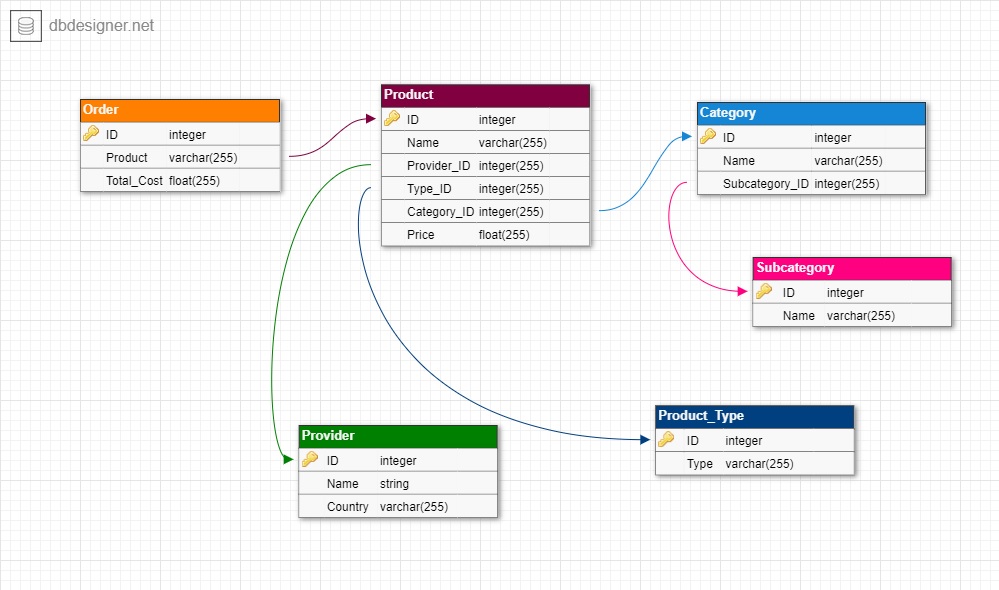 dbdesigner.net
Order
ID integer
Product varchar(255)
Total_Cost float(255)
Product
ID integer
Name varchar(255)
Provider_ID integer(255)
Type_ID integer(255)
Category_ID integer(255)
Price float(255)
Category
ID integer
Name varchar(255)
Subcategory_ID integer(255)
Subcategory
ID integer
Name varchar(255)
Product_Type
ID integer
Type varchar(255)
Provider
ID integer
Name string
Country varchar(255)